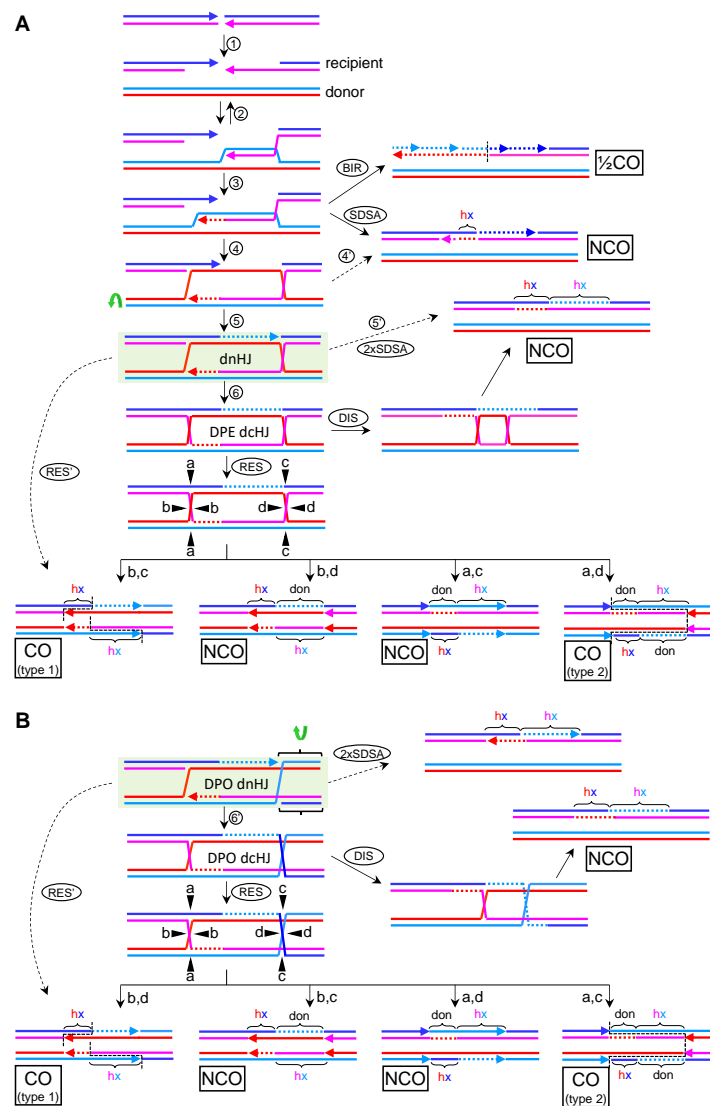 A
①
recipient
donor
②
③
BIR
½CO
SDSA
hx
NCO
④
4'
⑤
5'
2xSDSA
hx hx
NCO
dnHJ
⑥
DPE dcHJ
DIS
RES'
RES
a c
b b d d
a c
b,c b,d a,c a,d
hx
hx don
don hx
don hx
CO
(type 1)
hx
NCO
hx
NCO
hx
CO
(type 2)
hx don
B
DPO dnHJ
2xSDSA
hx hx
6'
DPO dcHJ
DIS
hx hx
NCO
RES'
RES
a c
b b d d
a c
b,d b,c a,d a,c
hx
hx don
don hx
don hx
CO
(type 1)
hx
NCO
hx
NCO
hx
CO
(type 2)
hx don